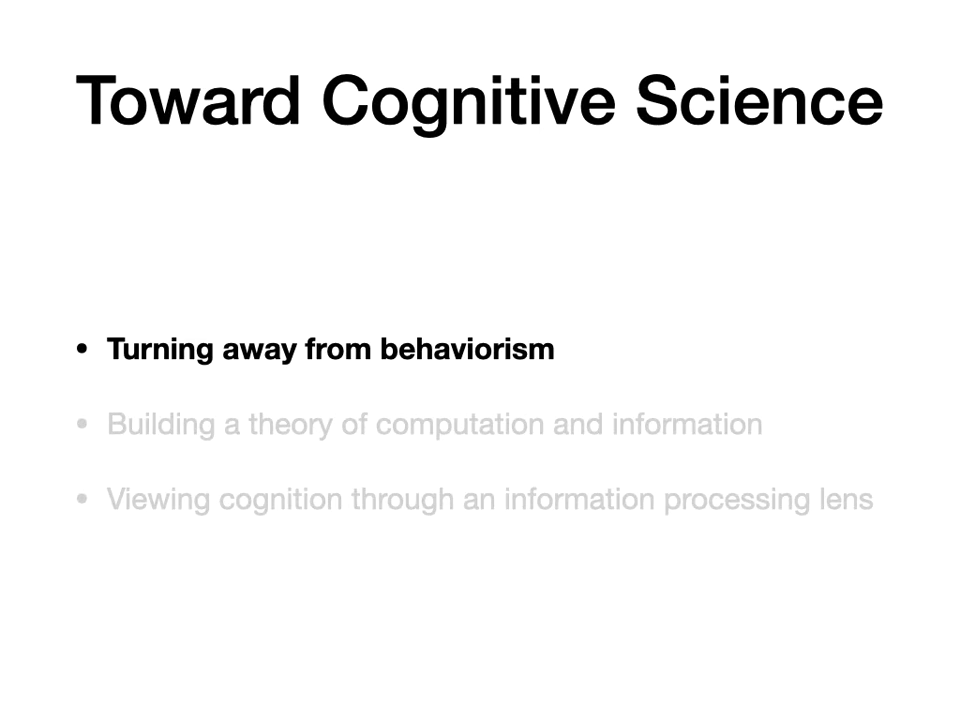 Toward Cognitive Science
• Turning away from behaviorism
• Building a theory of computation and information
• Viewing cognition through an information processing lens